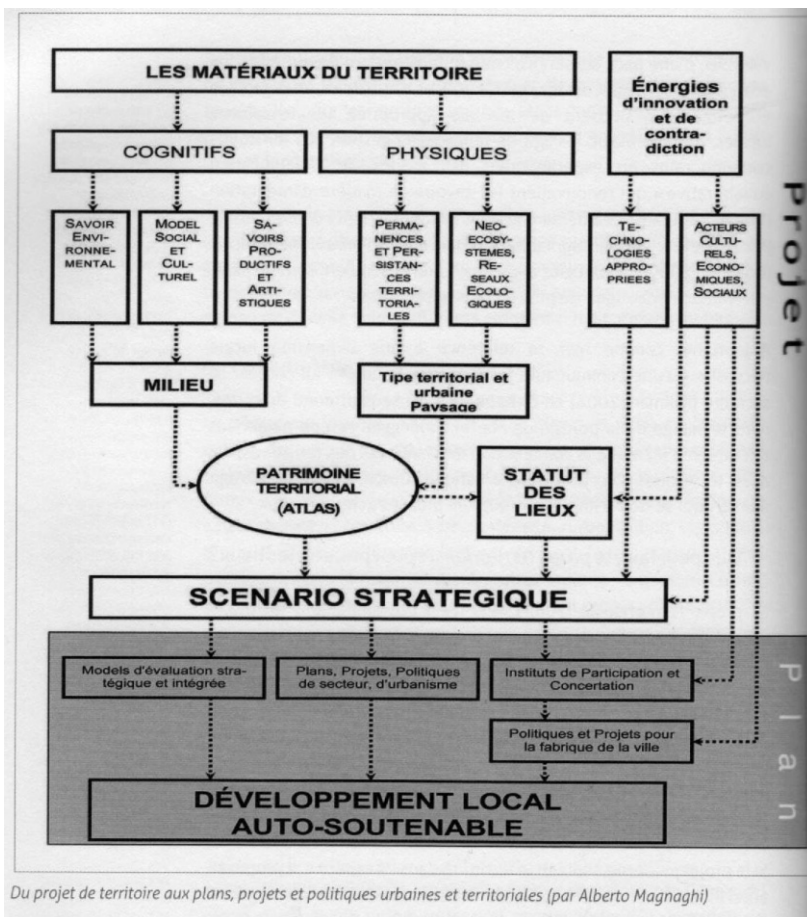 LES MATÉRIAUX DU TERRITOIRE
Énergies
d'innovation
et de
contra-
diction
COGNITIFS
PHYSIQUES
SAVOIR
ENVI-
RONNE-
MENTAL
MODEL
SOCIAL
ET
CUL-
TUREL
SA-
VOIRS
PRO-
DUCTIFS
ET
ARTI-
STIQUES
PERMA-
NENCES
ET PER-
SISTAN-
CES
TERRI-
TORIA-
LES
NEO-
ECOSY-
STEMES,
RE-
SEAUX
ECOLO-
GIQUES
TE-
CHNO-
LOGIES
APPRO-
PRIEES
ACTEURS
CULTU-
RELS,
ECONO-
MIQUES,
SOCIAUX
MILIEU
Tipe territorial et
urbaine
Paysage
PATRIMOINE
TERRITORIAL
(ATLAS)
STATUT
DES
LIEUX
SCENARIO STRATEGIQUE
Models d'évaluation stra-
tégique et intégrée
Plans, Projets, Politiques
de secteur, d'urbanisme
Instituts de Participation et
Concertation
Politiques et Projets pour
la fabrique de la ville
DÉVELOPPEMENT LOCAL
AUTO-SOUTENABLE
Projet
Plan
Du projet de territoire aux plans, projets et politiques urbaines et territoriales (par Alberto Magnaghi)